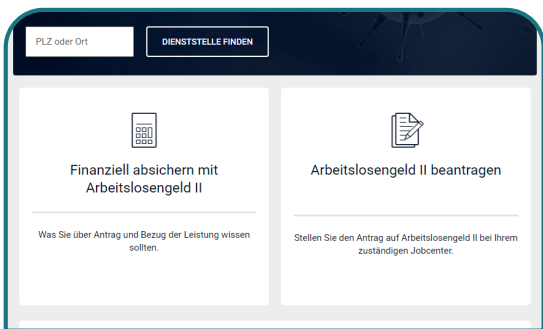 PLZ oder Ort
DIENSTSTELLE FINDEN
Finanziell absichern mit
Arbeitslosengeld II
Was Sie über Antrag und Bezug der Leistung wissen
sollten.
Arbeitslosengeld II beantragen
Stellen Sie den Antrag auf Arbeitslosengeld II bei Ihrem
zuständigen Jobcenter.